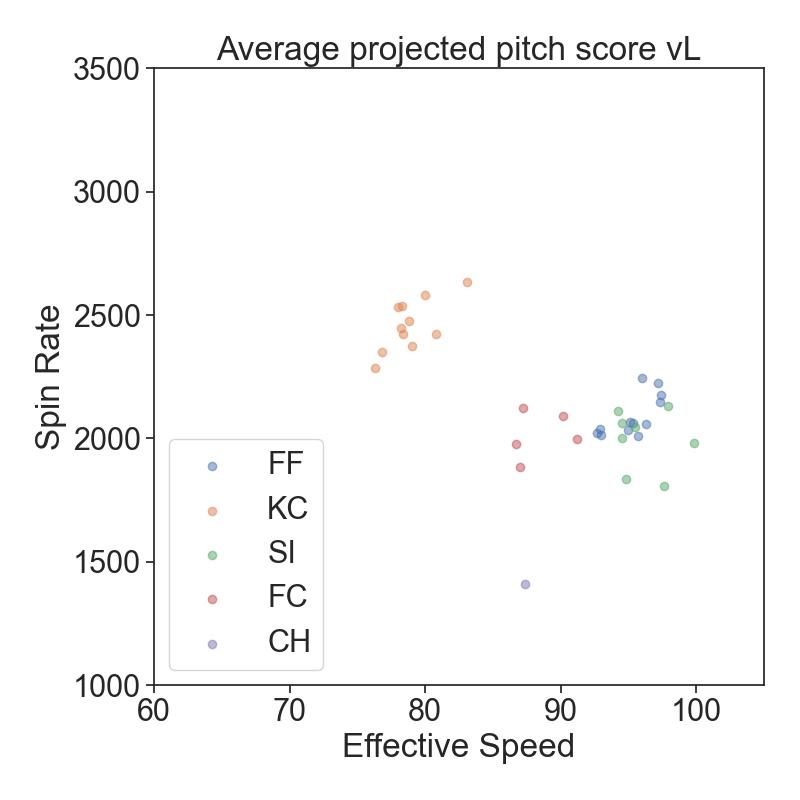 Average projected pitch score vL
3500
3000
2500
2000
1500
1000
Spin Rate
FF
KC
SI
FC
CH
60 70 80 90 100
Effective Speed